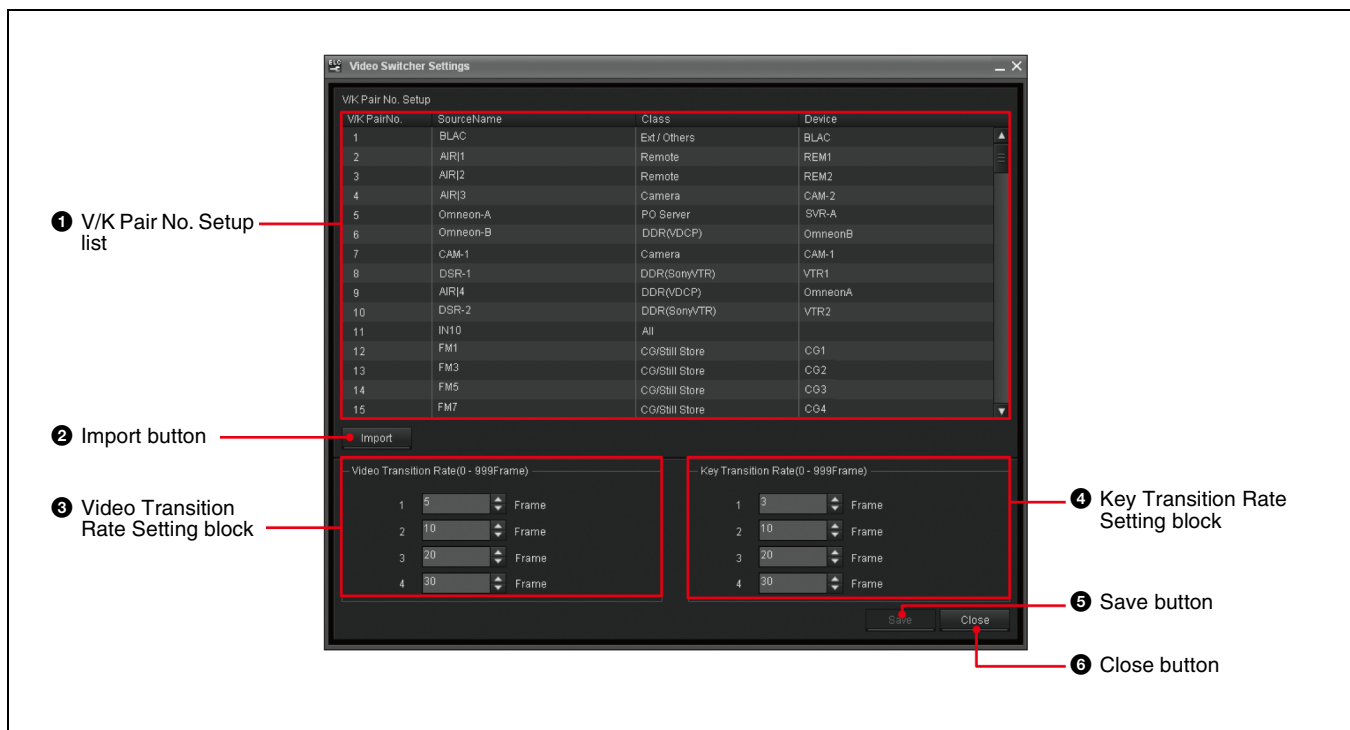 ELC Video Switcher Settings
V/K Pair No. Setup
V/K PairNo. SourceName Class Device
1 BLAC Ext / Others BLAC
2 AIR|1 Remote REM1
3 AIR|2 Remote REM2
4 AIR|3 Camera CAM-2
5 Omneon-A PO Server SVR-A
6 Omneon-B DDR(VDCP) OmneonB
7 CAM-1 Camera CAM-1
8 DSR-1 DDR(SonyVTR) VTR1
9 AIR|4 DDR(VDCP) OmneonA
10 DSR-2 DDR(SonyVTR) VTR2
11 IN10 All
12 FM1 CG/Still Store CG1
13 FM3 CG/Still Store CG2
14 FM5 CG/Still Store CG3
15 FM7 CG/Still Store CG4
❶ V/K Pair No. Setup
list
❷ Import button
Import
❸ Video Transition
Rate Setting block
Video Transition Rate(0 - 999Frame)
1 5 Frame
2 10 Frame
3 20 Frame
4 30 Frame
Key Transition Rate(0 - 999Frame)
1 3 Frame
2 10 Frame
3 20 Frame
4 30 Frame
❹ Key Transition Rate
Setting block
Save Close
❺ Save button
❻ Close button